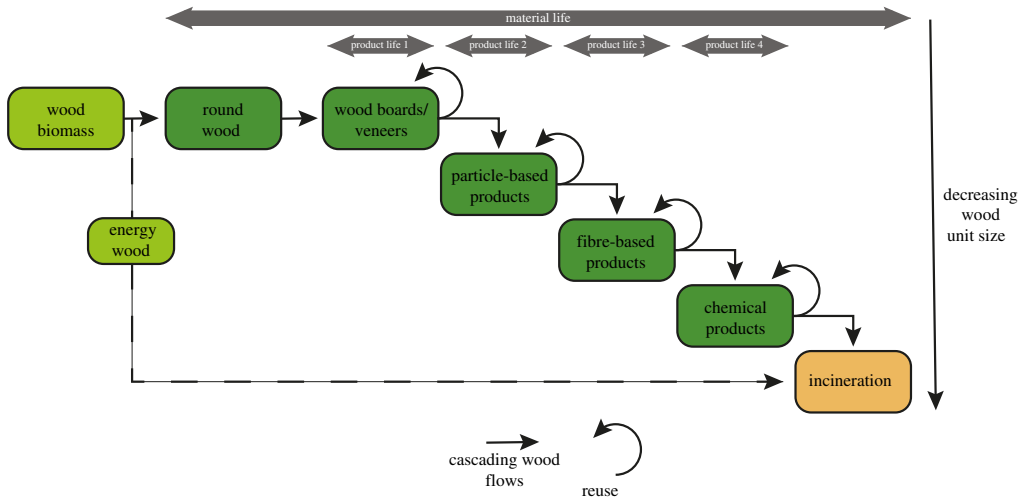 material life
product life 1
product life 2
product life 3
product life 4
wood
biomass
round
wood
wood boards/
veneers
particle-based
products
decreasing
wood
unit size
energy
wood
fibre-based
products
chemical
products
incineration
cascading wood
flows
reuse